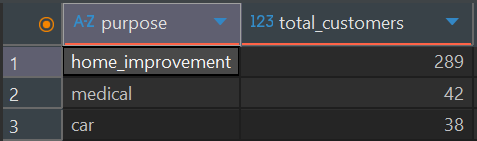 A-Z purpose 123 total_customers
1 home_improvement 289
2 medical 42
3 car 38